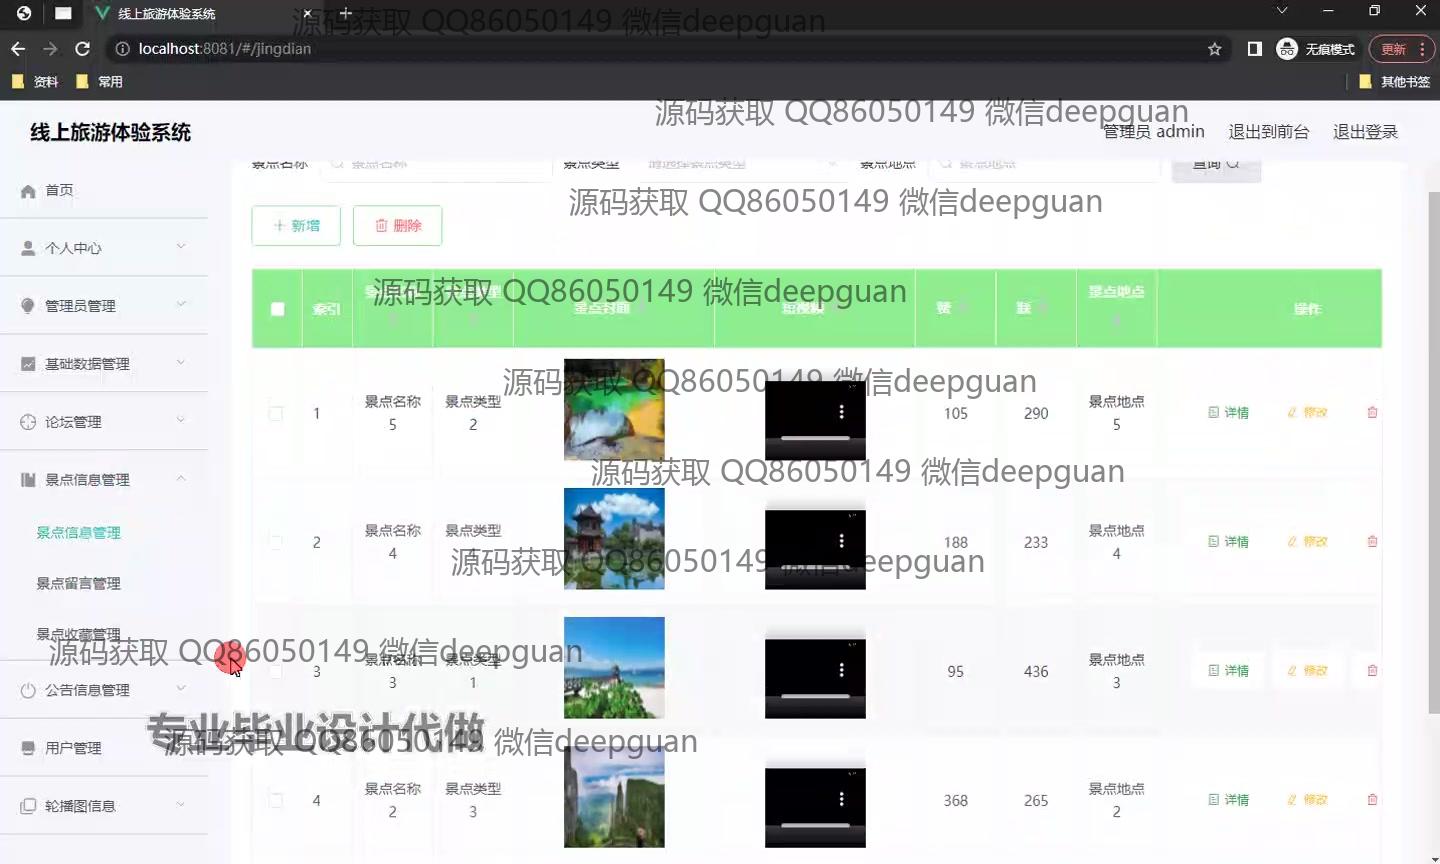 线上旅游体验系统
localhost:8081/#/jingdian
无痕模式
更新
资料
常用
其他书签
源码获取 QQ86050149 微信deepguan
源码获取 QQ86050149 微信deepguan
线上旅游体验系统
管理员 admin
退出到前台
退出登录
景点名称
景点名称
景点类型
请选择景点类型
景点地点
景点地点
查询
首页
源码获取 QQ86050149 微信deepguan
新增
删除
个人中心
源码获取 QQ86050149 微信deepguan
索引
景点封面
短视频
赞
踩
景点地点
操作
管理员管理
基础数据管理
源码获取 QQ86050149 微信deepguan
1
景点名称
5
景点类型
2
105
290
景点地点
5
详情
修改
论坛管理
源码获取 QQ86050149 微信deepguan
景点信息管理
景点信息管理
2
景点名称
4
景点类型
188
233
景点地点
4
详情
修改
源码获取 QQ86050149 微信deepguan
景点留言管理
景点收藏管理
源码获取 QQ86050149 微信deepguan
3
景点名称
3
景点类型
1
95
436
景点地点
3
详情
修改
公告信息管理
专业毕业设计代做
源码获取 QQ86050149 微信deepguan
用户管理
4
景点名称
2
景点类型
3
368
265
景点地点
2
详情
修改
轮播图信息